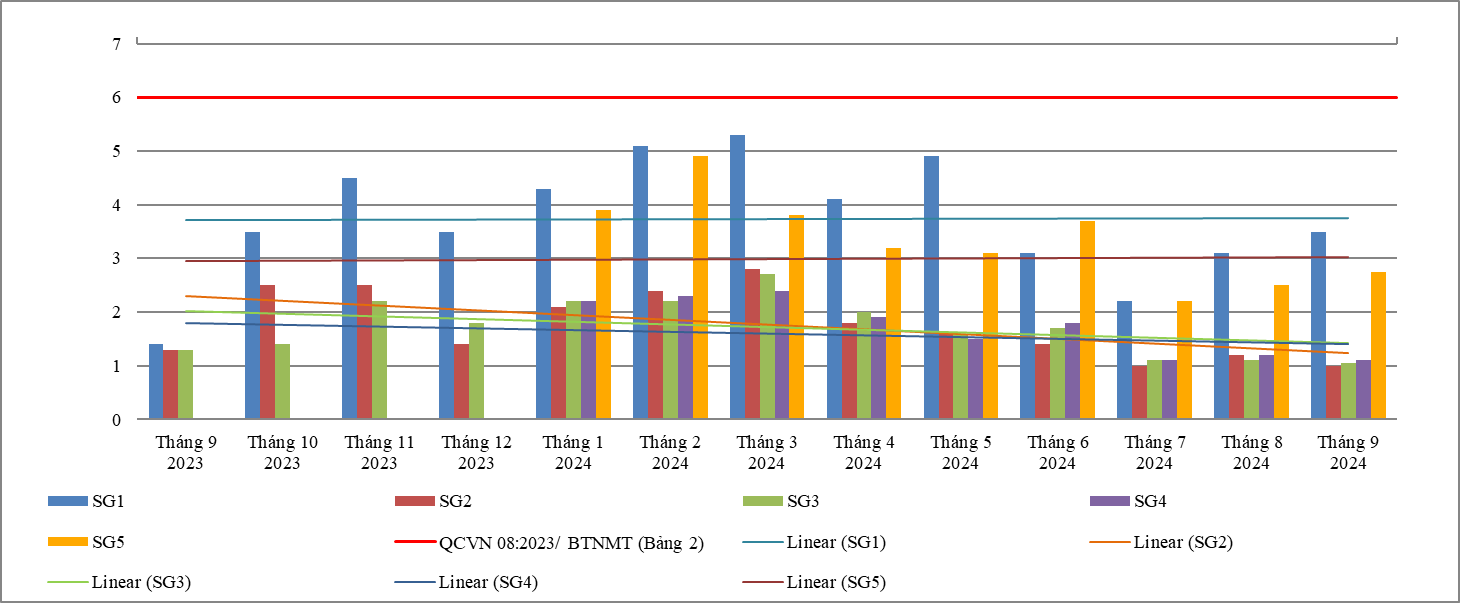 7
6
5
4
3
2
1
0
Tháng 9 2023
Tháng 10 2023
Tháng 11 2023
Tháng 12 2023
Tháng 1 2024
Tháng 2 2024
Tháng 3 2024
Tháng 4 2024
Tháng 5 2024
Tháng 6 2024
Tháng 7 2024
Tháng 8 2024
Tháng 9 2024
SG1
SG2
SG3
SG4
SG5
QCVN 08:2023/ BTNMT (Bảng 2)
Linear (SG1)
Linear (SG2)
Linear (SG3)
Linear (SG4)
Linear (SG5)